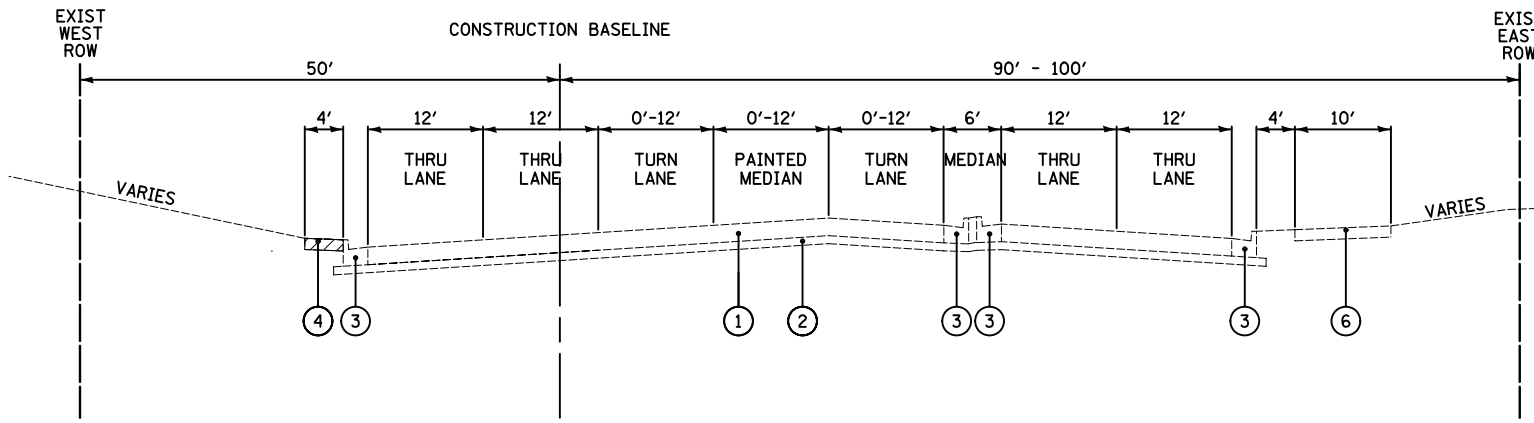 EXIST
WEST
ROW
CONSTRUCTION BASELINE
EXIS
EAST
ROW
50'
90' - 100'
4'
12'
12'
0'-12'
0'-12'
0'-12'
6'
12'
12'
4'
10'
THRU
LANE
THRU
LANE
TURN
LANE
PAINTED
MEDIAN
TURN
LANE
MEDIAN
THRU
LANE
THRU
LANE
VARIES
VARIES
4
3
1
2
3
3
3
6